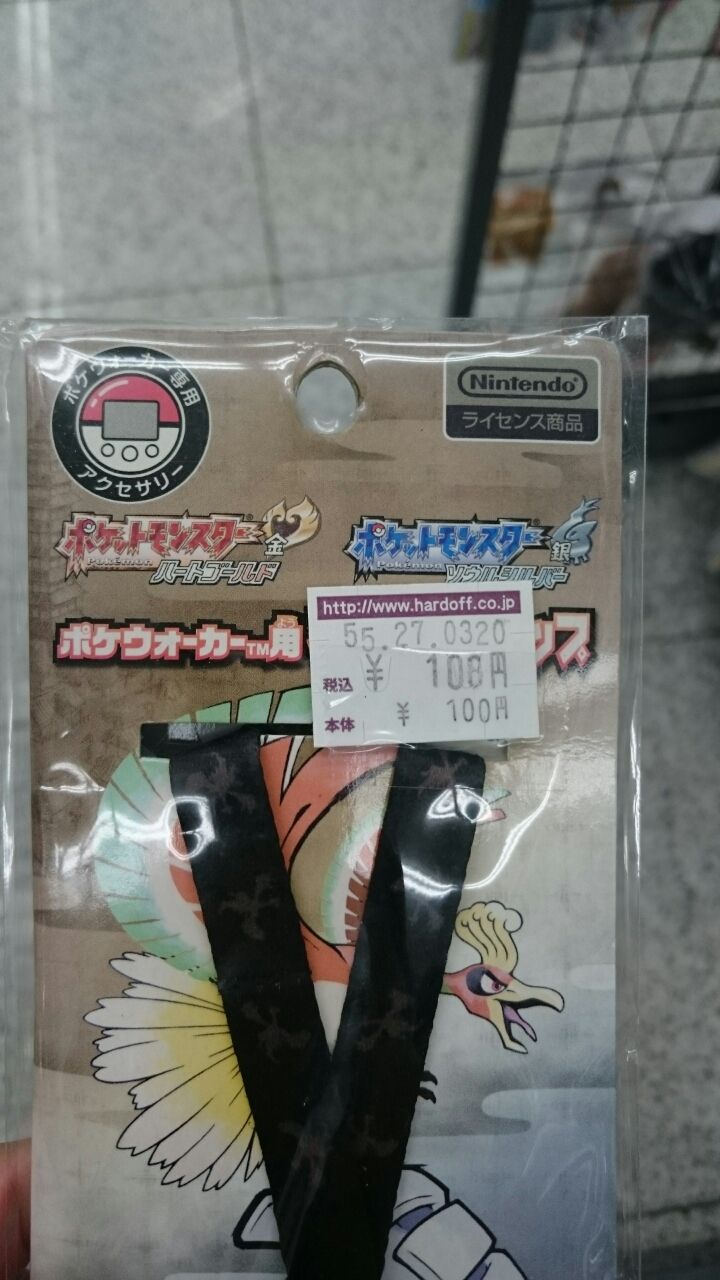 ポケウォーカー専用
アクセサリー
Nintendo®
ライセンス商品
ポケットモンスター
Pokémon
金
ハートゴールド
ポケットモンスター
Pokémon
銀
ソウルシルバー
ポケウォーカー™用
よう
ップ
http://www.hardoff.co.jp
55.27.0320
税込 ¥ 108円
本体 ¥ 100円